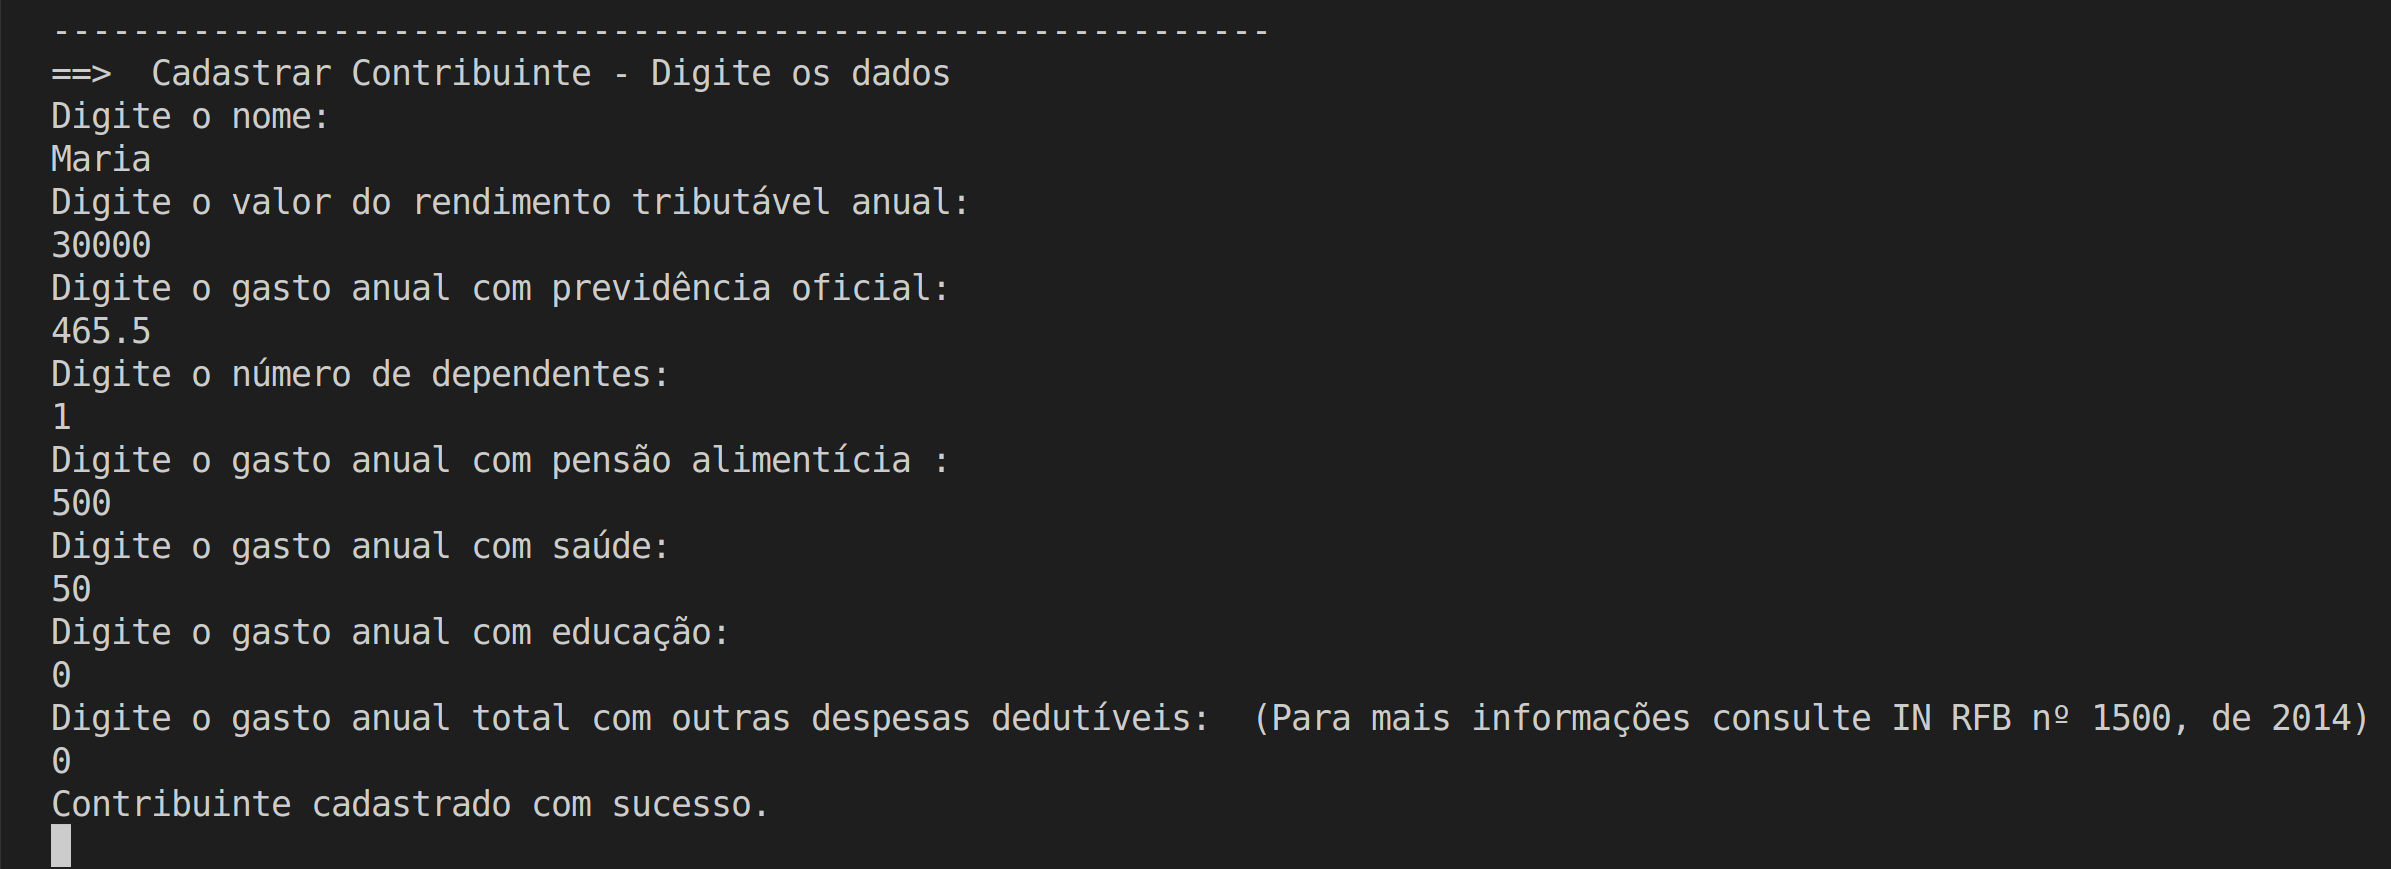 -------------------------------------------------------------
==>  Cadastrar Contribuinte - Digite os dados
Digite o nome:
Maria
Digite o valor do rendimento tributável anual:
30000
Digite o gasto anual com previdência oficial:
465.5
Digite o número de dependentes:
1
Digite o gasto anual com pensão alimentícia :
500
Digite o gasto anual com saúde:
50
Digite o gasto anual com educação:
0
Digite o gasto anual total com outras despesas dedutíveis:  (Para mais informações consulte IN RFB nº 1500, de 2014)
0
Contribuinte cadastrado com sucesso.